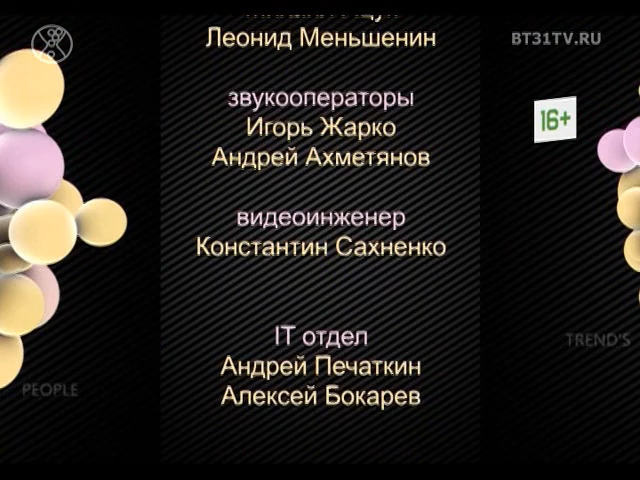 Леонид Меньшенин
BT31TV.RU
звукооператоры
Игорь Жарко
Андрей Ахметянов
16+
видеоинженер
Константин Сахненко
IT отдел
Андрей Печаткин
Алексей Бокарев
TREND'S
PEOPLE